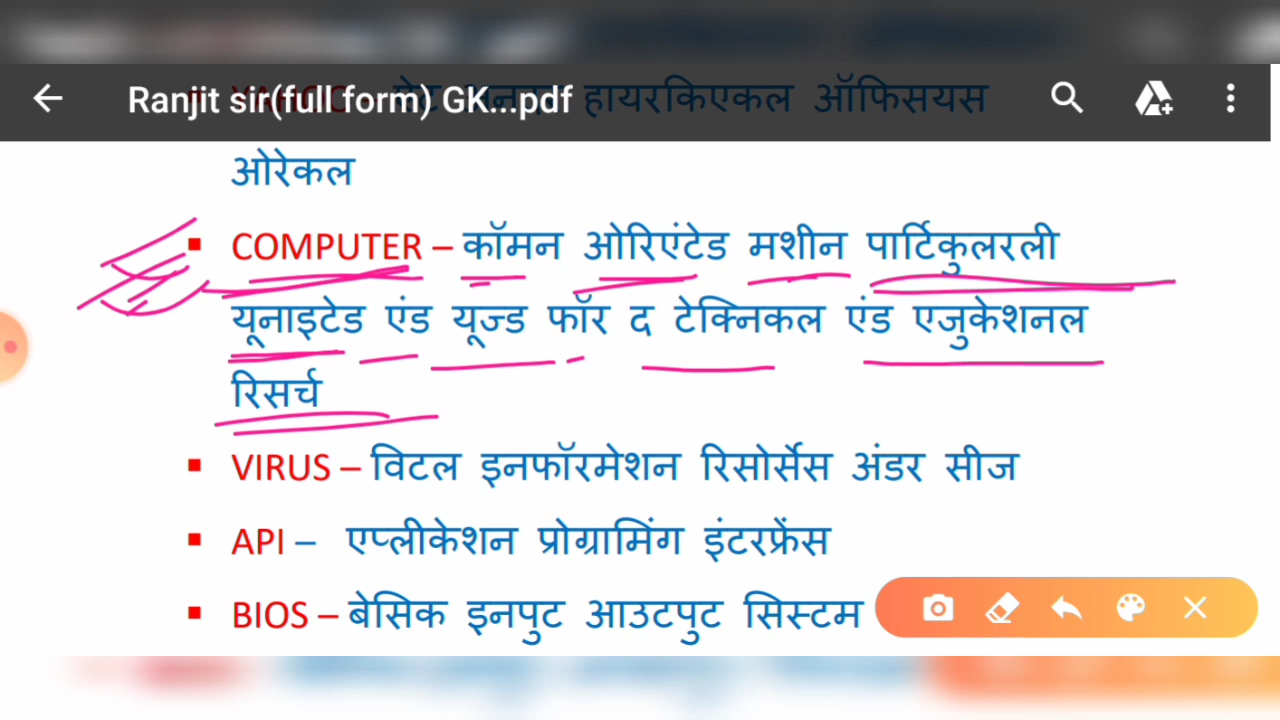 Ranjit sir(full form) GK...pdf
हायरकिएकल ऑफिसयस
ओरेकल
COMPUTER – कॉमन ओरिएंटेड मशीन पार्टिकुलरली
यूनाइटेड एंड यूज्ड फॉर द टेक्निकल एंड एजुकेशनल
रिसर्च
VIRUS – विटल इनफॉरमेशन रिसोर्सेस अंडर सीज
API – एप्लीकेशन प्रोग्रामिंग इंटरफ्रेंस
BIOS – बेसिक इनपुट आउटपुट सिस्टम